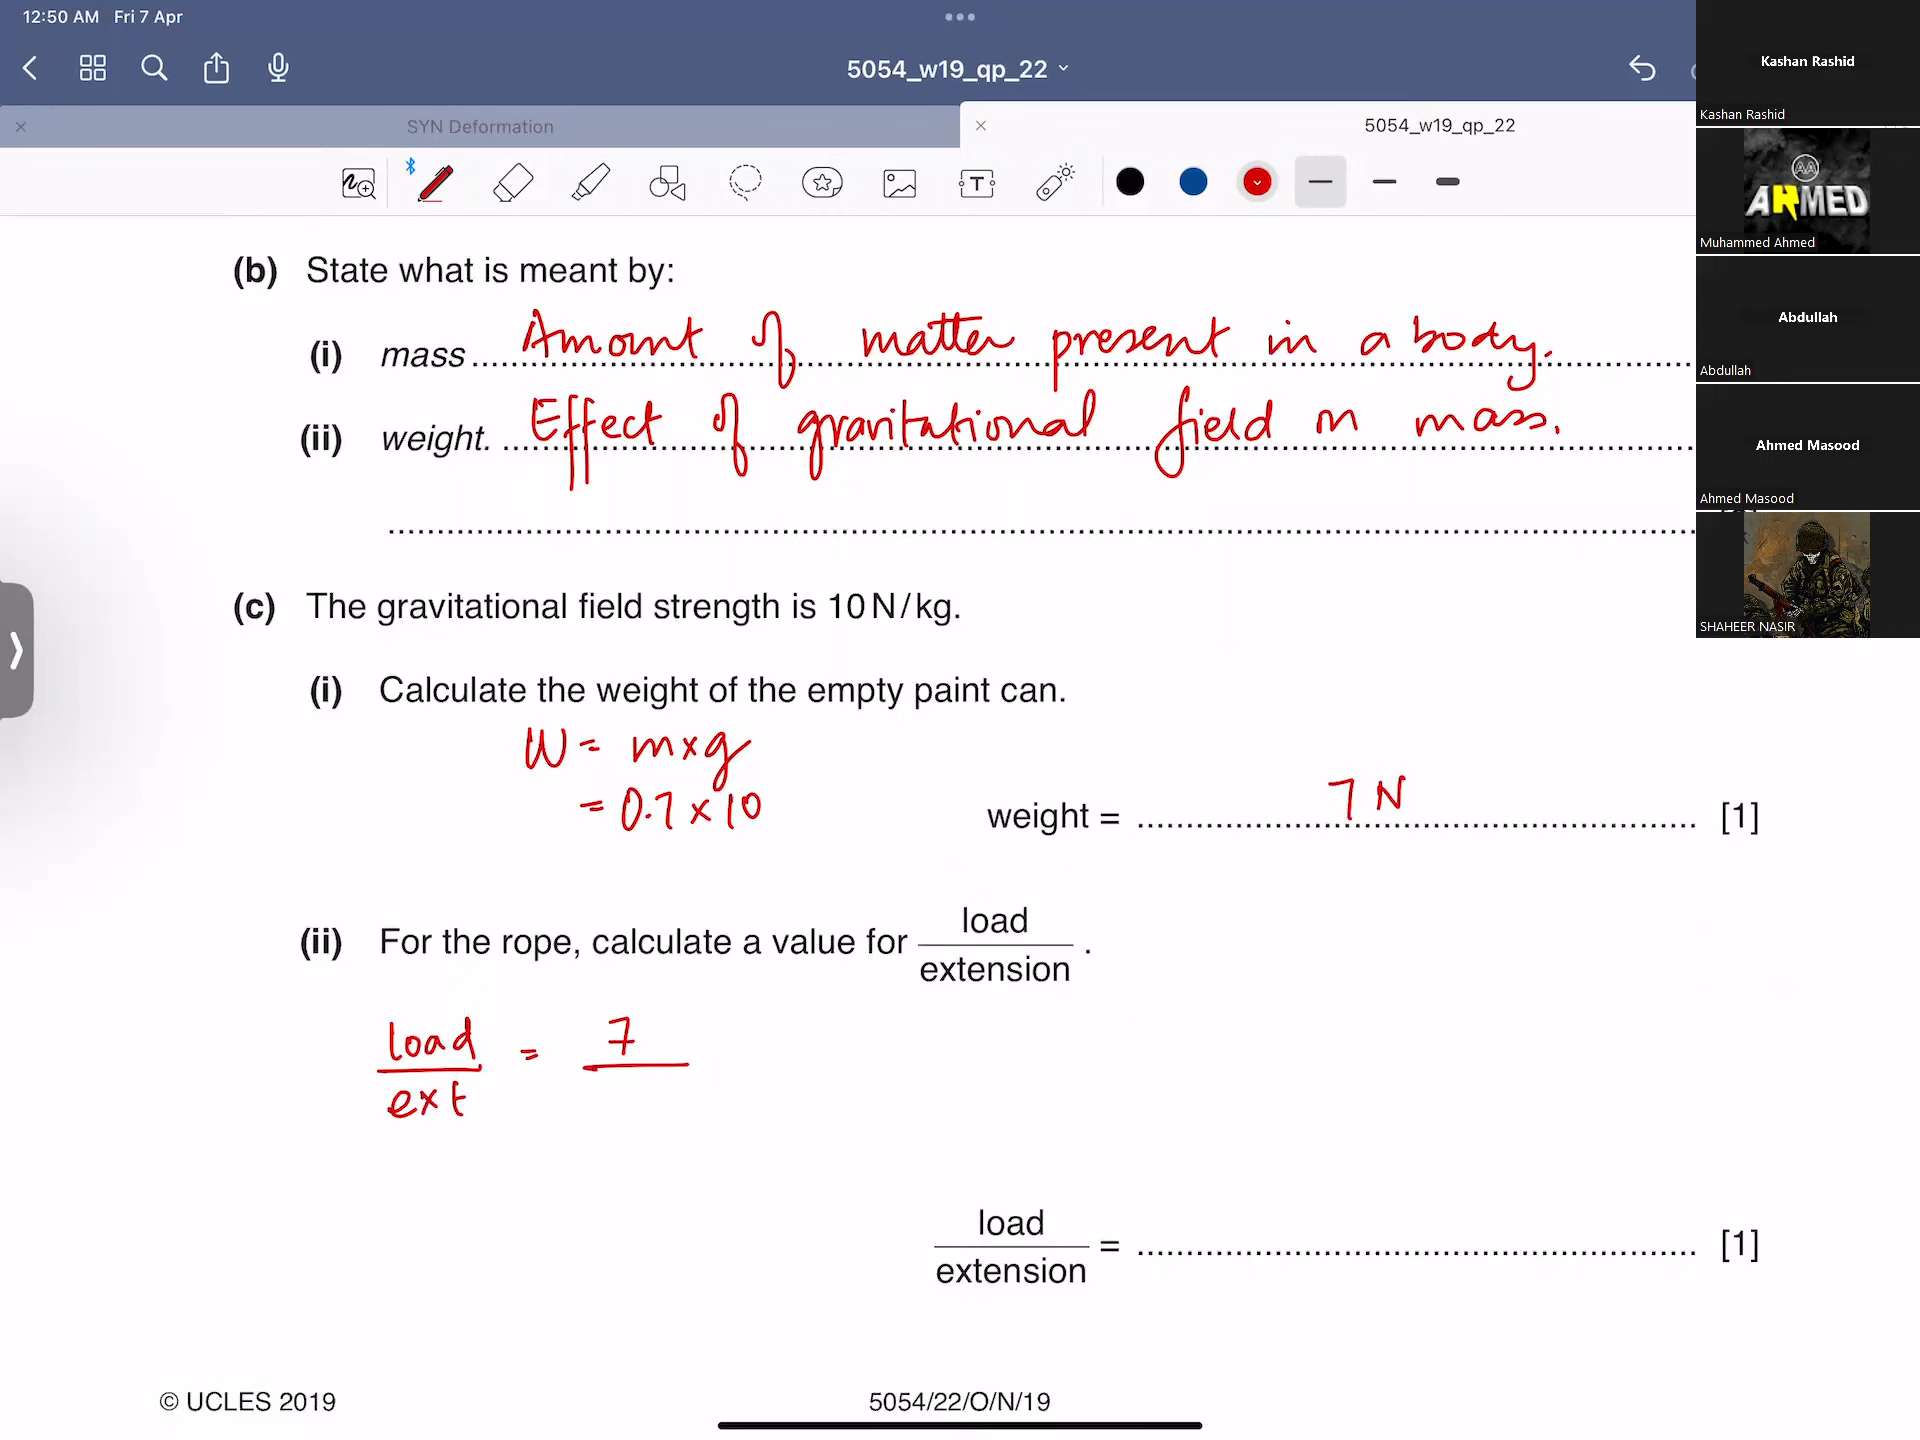 12:50 AM Fri 7 Apr
5054_w19_qp_22
SYN Deformation
5054_w19_qp_22
T
(b) State what is meant by:
(i) mass Amount of matter present in a body.
(ii) weight. Effect of gravitational field on mass.
(c) The gravitational field strength is 10 N/kg.
(i) Calculate the weight of the empty paint can.
W = m×g
= 0.7×10
weight = 7 N [1]
(ii) For the rope, calculate a value for load/extension.
load/ext = 7
load/extension = [1]
© UCLES 2019
5054/22/O/N/19
Kashan Rashid
Kashan Rashid
AA
AHMED
Muhammed Ahmed
Abdullah
Abdullah
Ahmed Masood
Ahmed Masood
SHAHEER NASIR